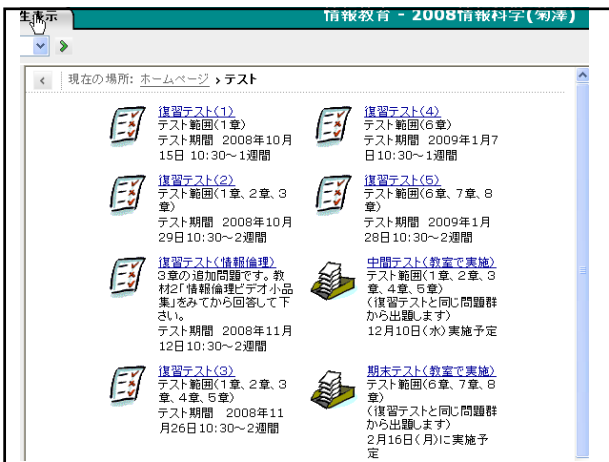 生表示
情報教育 - 2008情報科学(菊澤)
現在の場所: ホームページ > テスト
復習テスト(1)
テスト範囲(1章)
テスト期間 2008年10月
15日 10:30～1週間
復習テスト(2)
テスト範囲(1章、2章、3
章)
テスト期間 2008年10月
29日10:30～2週間
復習テスト(情報倫理)
3章の追加問題です。教
材2「情報倫理ビデオ小品
集」をみてから回答して下
さい。
テスト期間 2008年11月
12日10:30～2週間
復習テスト(3)
テスト範囲(1章、2章、3
章、4章、5章)
テスト期間 2008年11
月26日10:30～2週間
復習テスト(4)
テスト範囲(6章)
テスト期間 2009年1月7
日10:30～1週間
復習テスト(5)
テスト範囲(6章、7章、8
章)
テスト期間 2009年1月
28日10:30～2週間
中間テスト(教室で実施)
テスト範囲(1章、2章、3
章、4章、5章)
(復習テストと同じ問題群
から出題します)
12月10日(水)実施予定
期末テスト(教室で実施)
テスト範囲(6章、7章、8
章)
(復習テストと同じ問題群
から出題します)
2月16日(月)に実施予
定